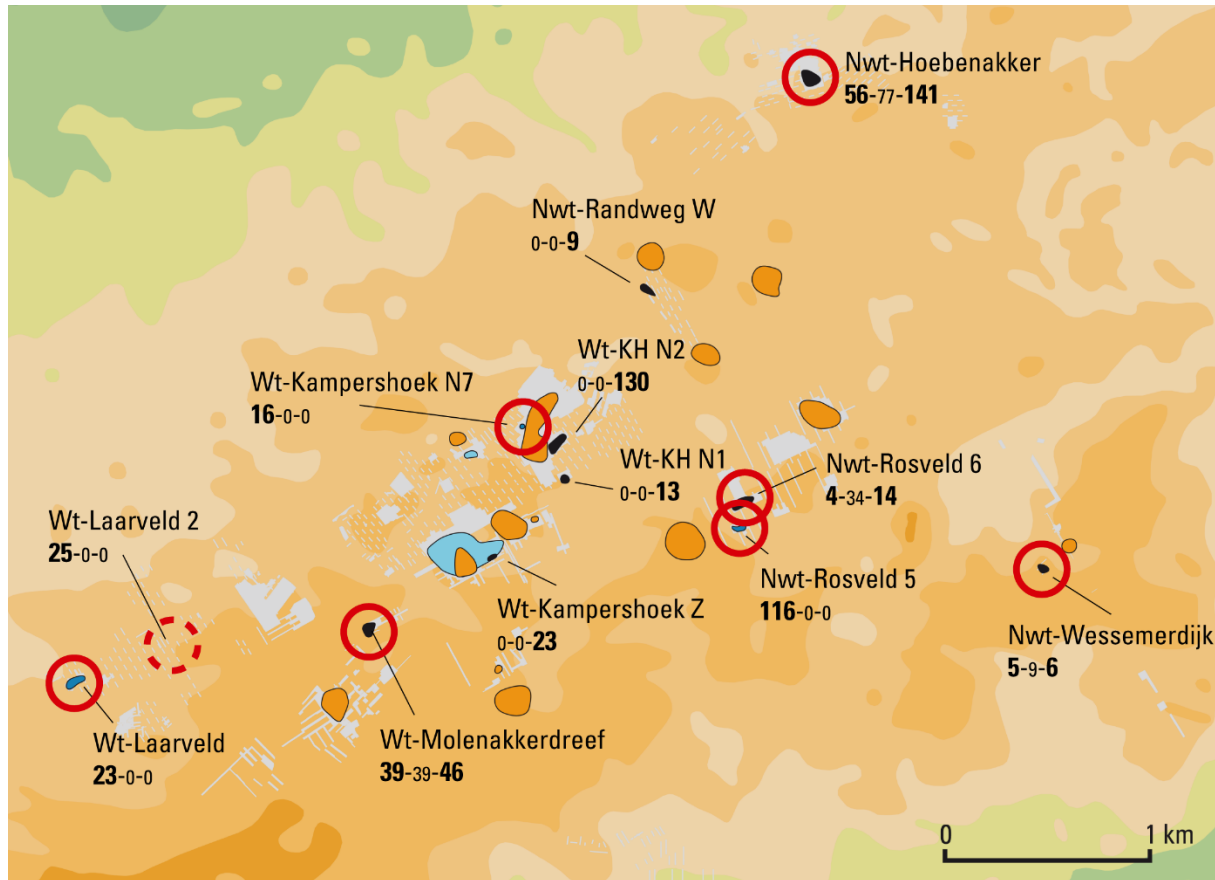 Nwt-Hoebenakker
56-77-141
Nwt-Randweg W
0-0-9
Wt-KH N2
0-0-130
Wt-Kampershoek N7
16-0-0
Wt-KH N1
0-0-13
Nwt-Rosveld 6
4-34-14
Wt-Laarveld 2
25-0-0
Nwt-Rosveld 5
116-0-0
Wt-Kampershoek Z
0-0-23
Nwt-Wessemerdijk
5-9-6
Wt-Laarveld
23-0-0
Wt-Molenakkerdreef
39-39-46
0 1 km